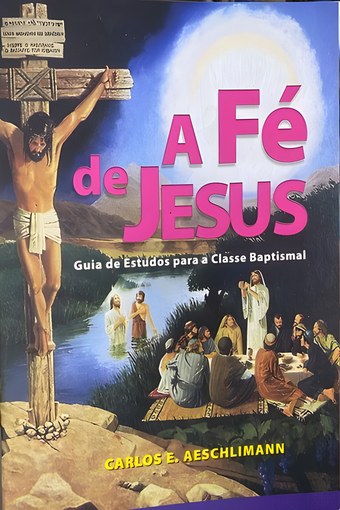 A Fé
de JESUS
Guia de Estudos para a Classe Baptismal
CARLOS E. AESCHLIMANN